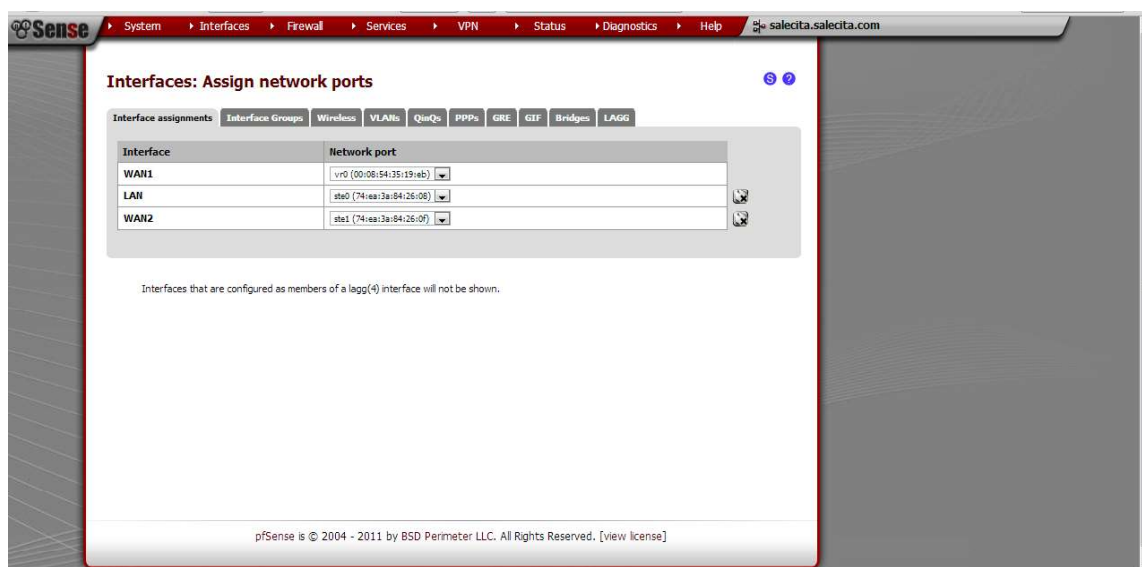 Sense System Interfaces Firewall Services VPN Status Diagnostics Help salecita.salecita.com
Interfaces: Assign network ports
Interface assignments Interface Groups Wireless VLANs QinQs PPPs GRE GIF Bridges LAGG
Interface Network port
WAN1 vr0 (00:08:54:35:19:eb)
LAN ste0 (74:ea:3a:84:26:08)
WAN2 ste1 (74:ea:3a:84:26:0f)
Interfaces that are configured as members of a lagg(4) interface will not be shown.
pfSense is © 2004 - 2011 by BSD Perimeter LLC. All Rights Reserved. [view license]